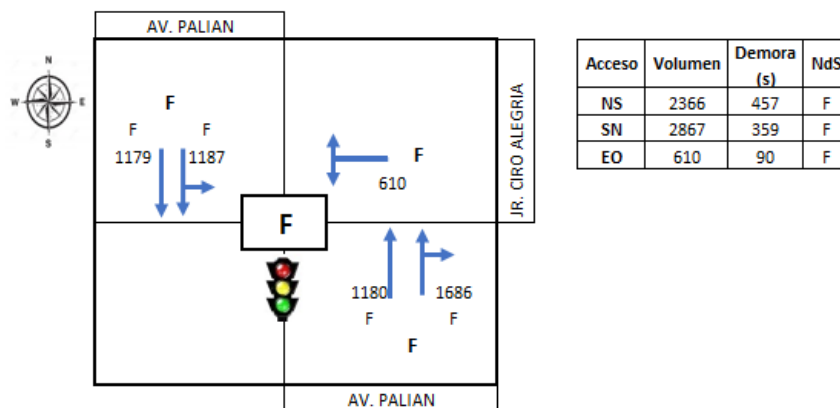 AV. PALIAN
N
W E
S
F
F F
1179 1187
F
610
JR. CIRO ALEGRIA
F
1180 1686
F F
F
AV. PALIAN
Acceso Volumen Demora (s) NdS
NS 2366 457 F
SN 2867 359 F
EO 610 90 F